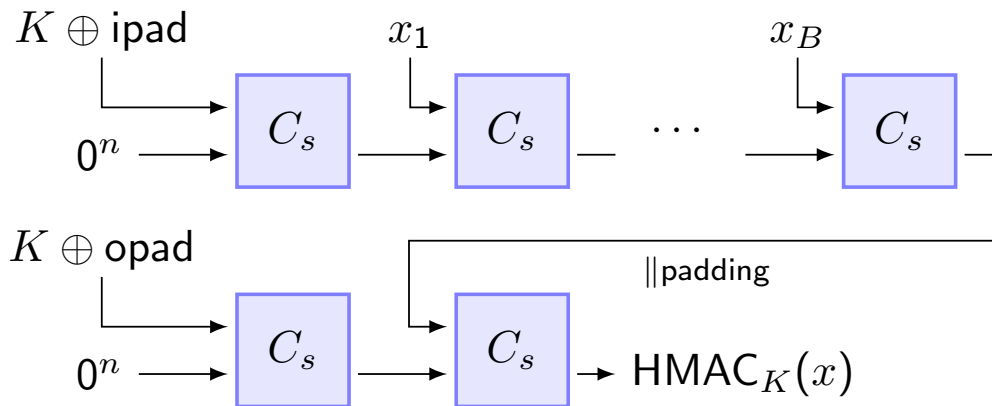 K ⊕ ipad x₁ x_B
C_s C_s ... C_s
0ⁿ
K ⊕ opad
‖padding
C_s C_s
0ⁿ HMAC_K(x)